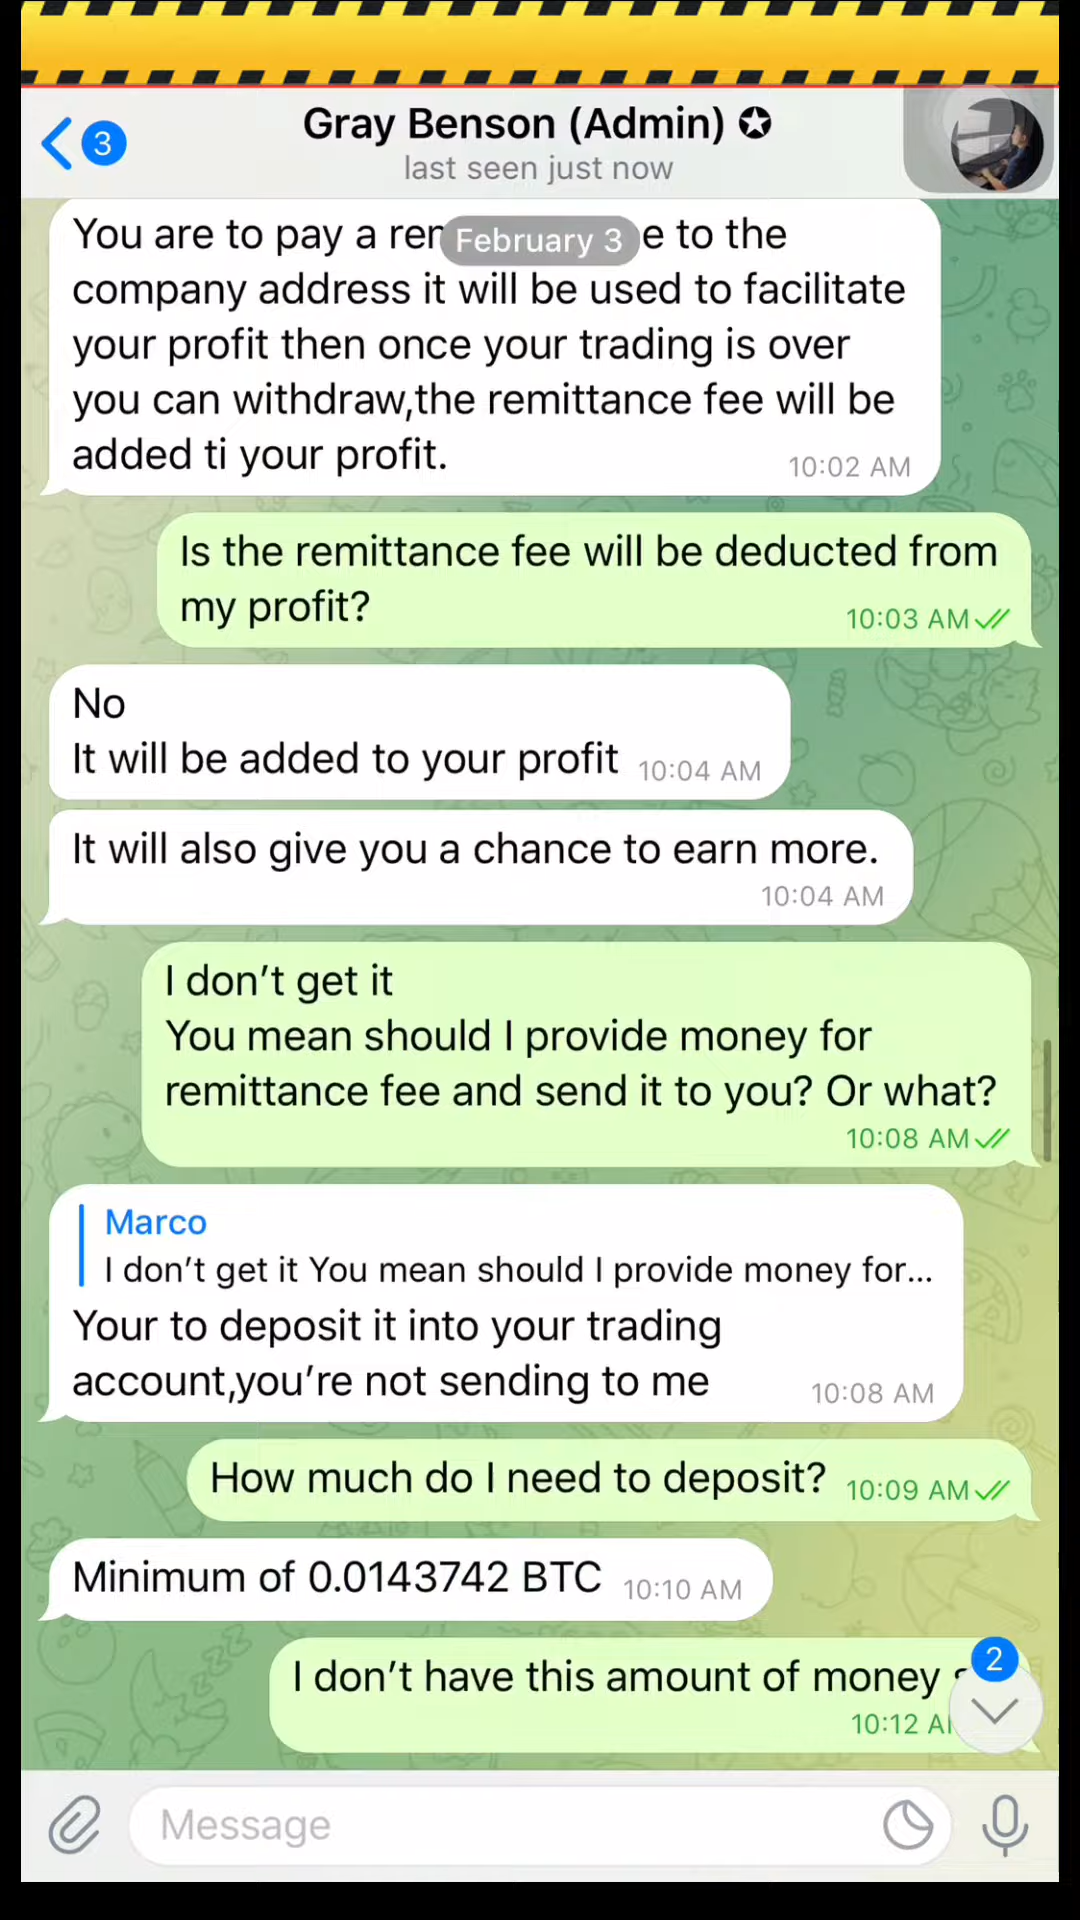 Gray Benson (Admin) ✪
3
last seen just now
You are to pay a
February 3
to the
company address it will be used to facilitate
your profit then once your trading is over
you can withdraw,the remittance fee will be
added ti your profit.
10:02 AM
Is the remittance fee will be deducted from
my profit?
10:03 AM
No
It will be added to your profit 10:04 AM
It will also give you a chance to earn more.
10:04 AM
I don't get it
You mean should I provide money for
remittance fee and send it to you? Or what?
10:08 AM
Marco
I don't get it You mean should I provide money for...
Your to deposit it into your trading
account,you're not sending to me 10:08 AM
How much do I need to deposit? 10:09 AM
Minimum of 0.0143742 BTC 10:10 AM
2
I don't have this amount of money
10:12
Message